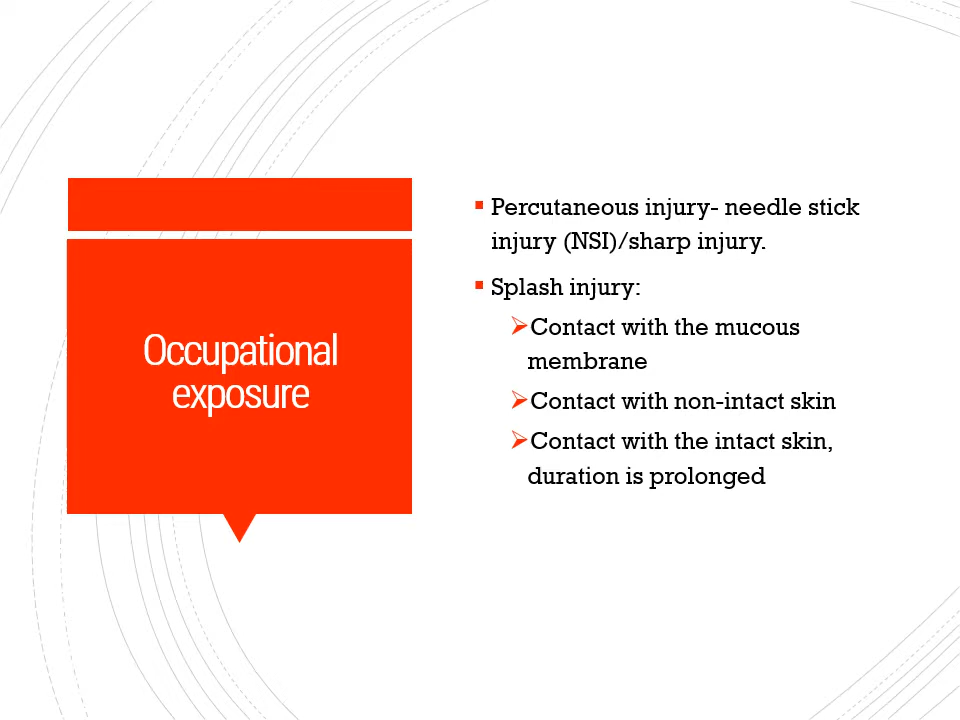 Occupational
exposure
▪ Percutaneous injury- needle stick
injury (NSI)/sharp injury.
▪ Splash injury:
➢Contact with the mucous
membrane
➢Contact with non-intact skin
➢Contact with the intact skin,
duration is prolonged